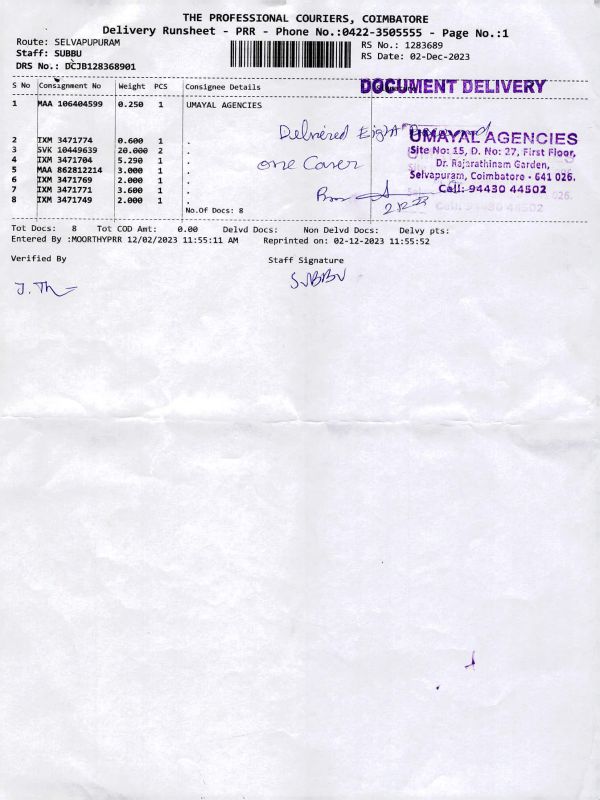 THE PROFESSIONAL COURIERS, COIMBATORE
Delivery Runsheet - PRR - Phone No.:0422-3505555 - Page No.:1
Route: SELVAPUPURAM
Staff: SUBBU
DRS No.: DCJB128368901
RS No.: 1283689
RS Date: 02-Dec-2023
DOCUMENT DELIVERY
S No Consignment No Weight PCS Consignee Details
1 MAA 106404599 0.250 1 UMAYAL AGENCIES
2 IXM 3471774 0.600 1 .
3 SVK 10449639 20.000 2 .
4 IXM 3471704 5.290 1 .
5 MAA 862812214 3.000 1 .
6 IXM 3471769 2.000 1 .
7 IXM 3471771 3.600 1 .
8 IXM 3471749 2.000 1 .
No.Of Docs: 8
Delivered Eight
one Cover
2.12.23
UMAYAL AGENCIES
Site No: 15, D. No: 27, First Floor,
Dr. Rajarathinam Garden,
Selvapuram, Coimbatore - 641 026.
Cell: 94430 44502
Tot Docs: 8 Tot COD Amt: 0.00 Delvd Docs: Non Delvd Docs: Delvy pts:
Entered By :MOORTHYPRR 12/02/2023 11:55:11 AM Reprinted on: 02-12-2023 11:55:52
Verified By
Staff Signature
SUBBU